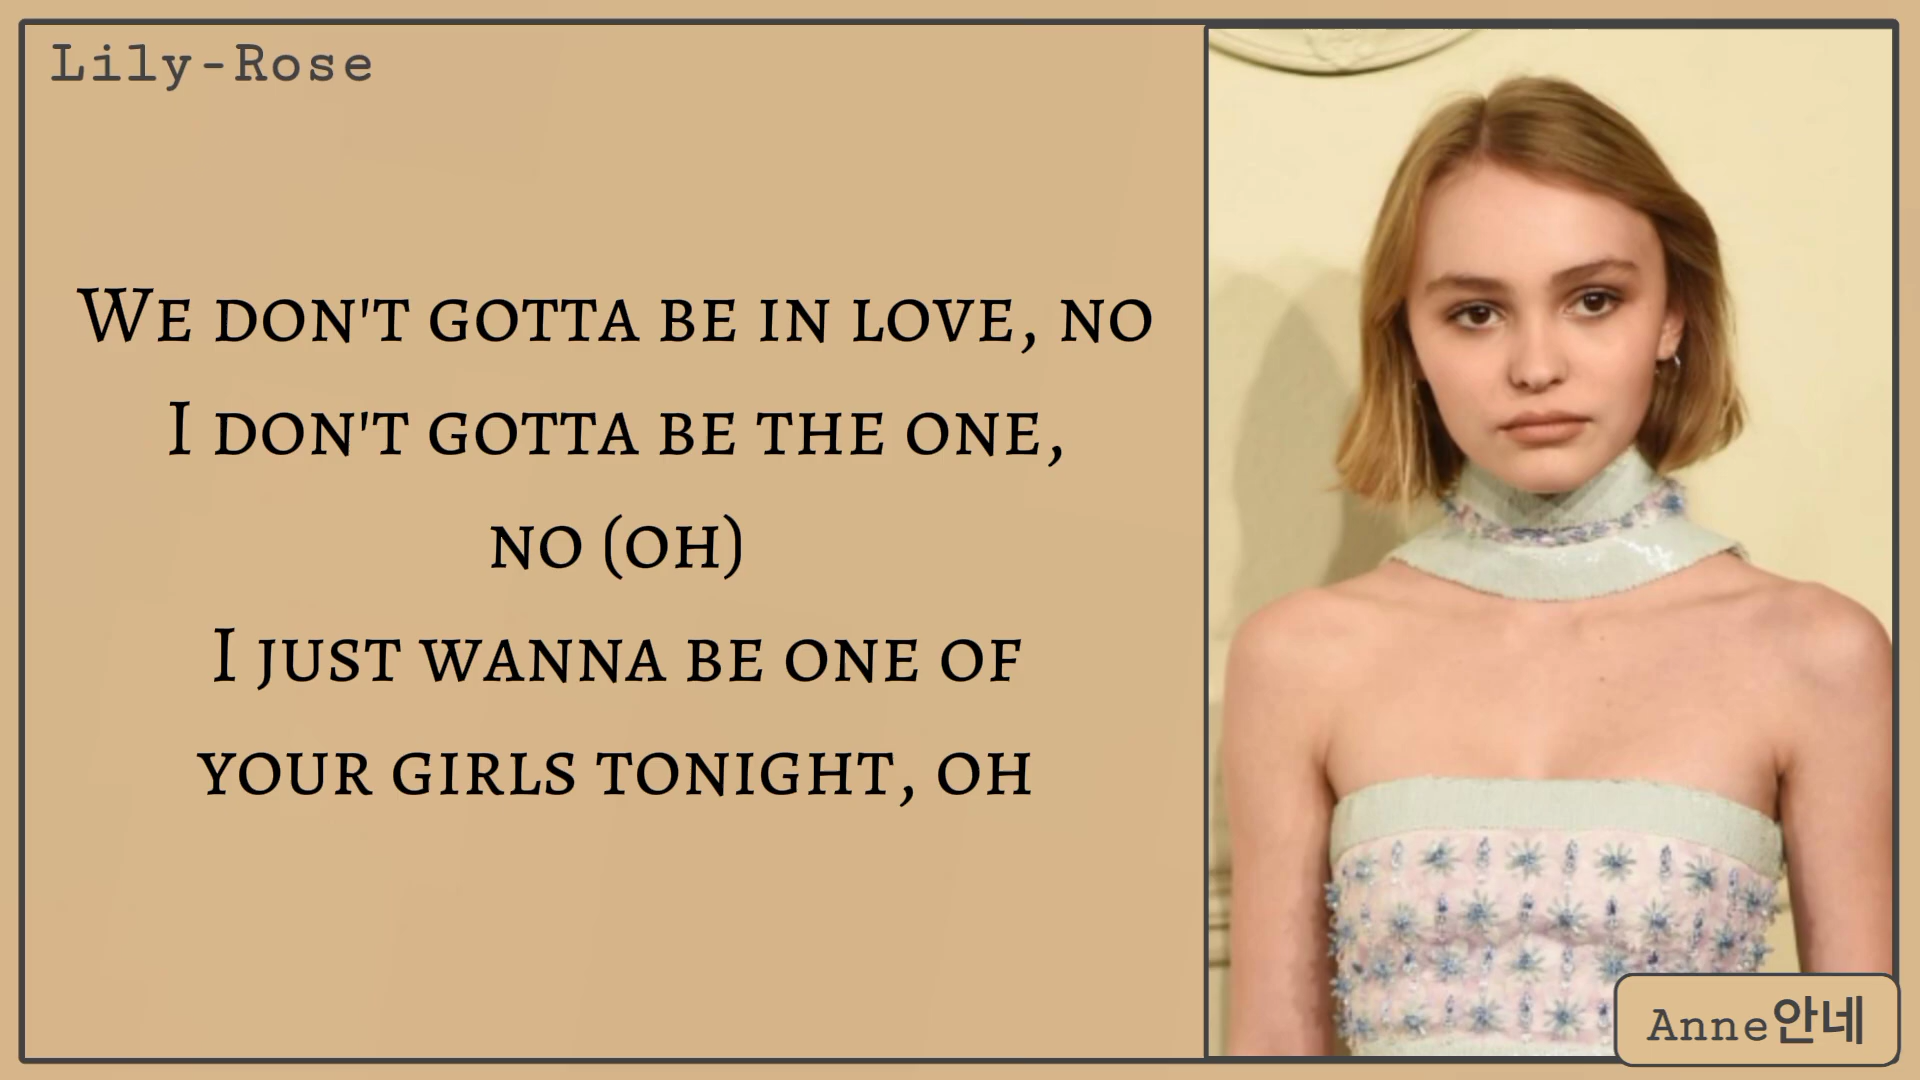 Lily-Rose
We don't gotta be in love, no
I don't gotta be the one,
no (oh)
I just wanna be one of
your girls tonight, oh
Anne안네